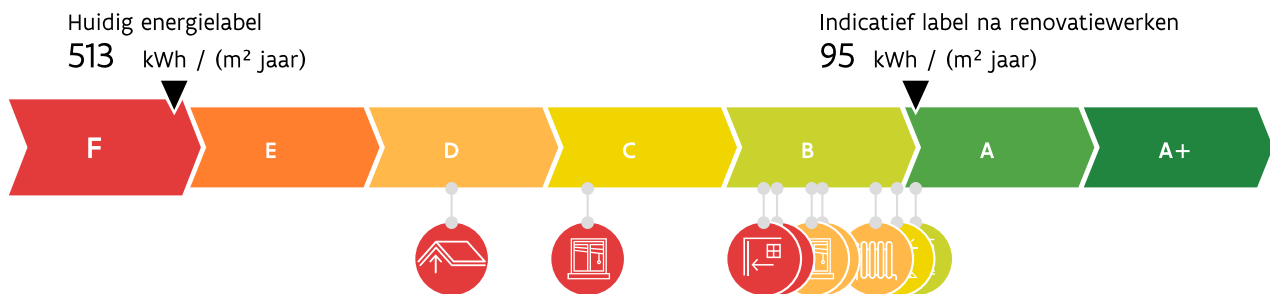 Huidig energielabel
513 kWh / (m² jaar)
Indicatief label na renovatiewerken
95 kWh / (m² jaar)
F E D C B A A+